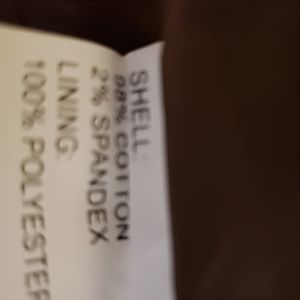 SHELL:
98% COTTON
2% SPANDEX
LINING:
100% POLYESTER